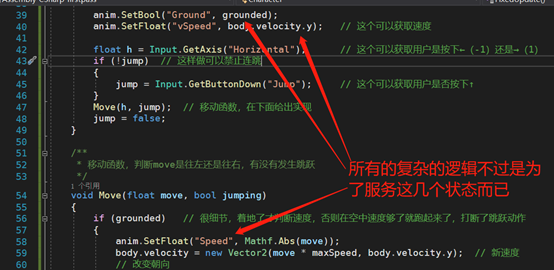 Assembly-CSharp-firstpass
Character
FixedUpdate()
39 anim.SetBool("Ground", grounded);
40 anim.SetFloat("vSpeed", body.velocity.y); // 这个可以获取速度
41
42 float h = Input.GetAxis("Horizontal"); // 这个可以获取用户是否按下← (-1) 还是→ (1)
43 if (!jump) // 这样做可以禁止连跳
44 {
45 jump = Input.GetButtonDown("Jump"); // 这个可以获取用户是否按下↑
46 }
47 Move(h, jump); // 移动函数，在下面给出实现
48 jump = false;
49 }
50
51 /**
52 * 移动函数，判断move是往左还是往右，有没有发生跳跃
53 */
1 个引用
54 void Move(float move, bool jumping)
55 {
56 if (grounded) // 很细节，着地了才判断速度，否则在空中速度够了就跑起来了，打断了跳跃动作
57 {
58 anim.SetFloat("Speed", Mathf.Abs(move));
59 body.velocity = new Vector2(move * maxSpeed, body.velocity.y); // 新速度
60 // 改变朝向
所有的复杂的逻辑不过是为
了服务这几个状态而已